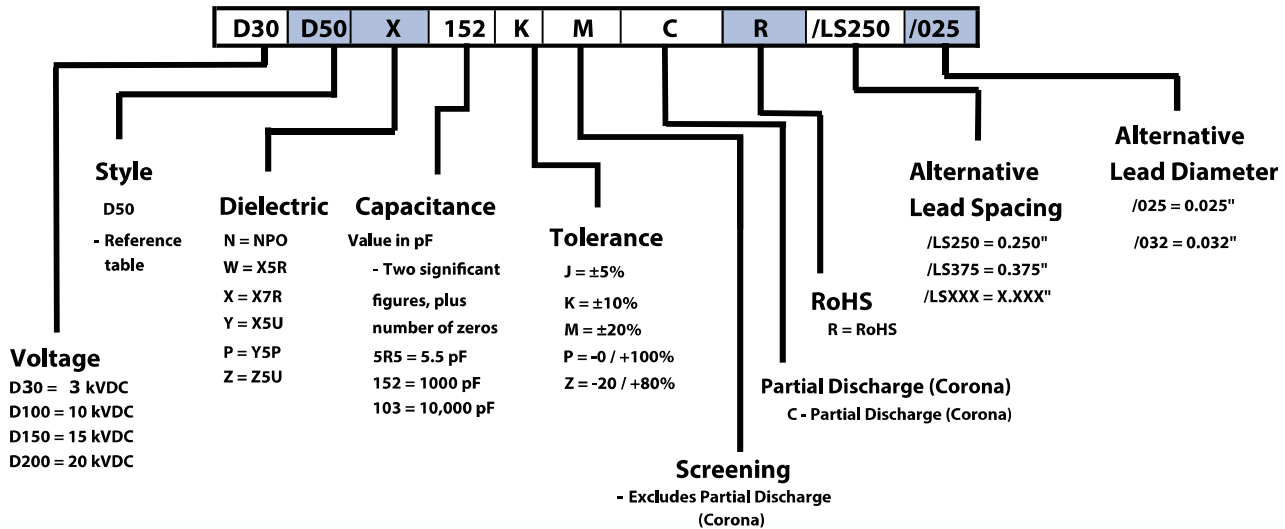 D30 D50 X 152 K M C R /LS250 /025
Voltage
D30 = 3 kVDC
D100 = 10 kVDC
D150 = 15 kVDC
D200 = 20 kVDC
Style
D50
- Reference
table
Dielectric
N = NPO
W = X5R
X = X7R
Y = X5U
P = Y5P
Z = Z5U
Capacitance
Value in pF
- Two significant
figures, plus
number of zeros
5R5 = 5.5 pF
152 = 1000 pF
103 = 10,000 pF
Tolerance
J = ±5%
K = ±10%
M = ±20%
P = -0 / +100%
Z = -20 / +80%
Screening
- Excludes Partial Discharge
(Corona)
Partial Discharge (Corona)
C - Partial Discharge (Corona)
RoHS
R = RoHS
Alternative
Lead Spacing
/LS250 = 0.250"
/LS375 = 0.375"
/LSXXX = X.XXX"
Alternative
Lead Diameter
/025 = 0.025"
/032 = 0.032"